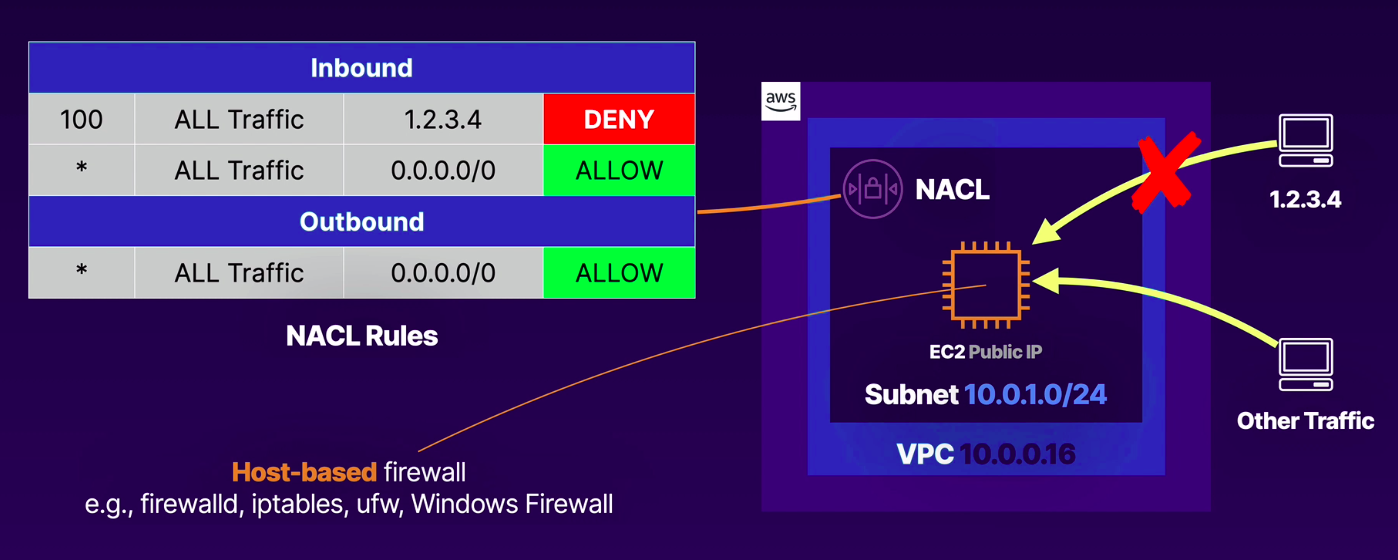 Inbound
100 ALL Traffic 1.2.3.4 DENY
* ALL Traffic 0.0.0.0/0 ALLOW
Outbound
* ALL Traffic 0.0.0.0/0 ALLOW
NACL Rules
Host-based firewall
e.g., firewalld, iptables, ufw, Windows Firewall
aws
NACL
EC2 Public IP
Subnet 10.0.1.0/24
VPC 10.0.0.16
1.2.3.4
Other Traffic